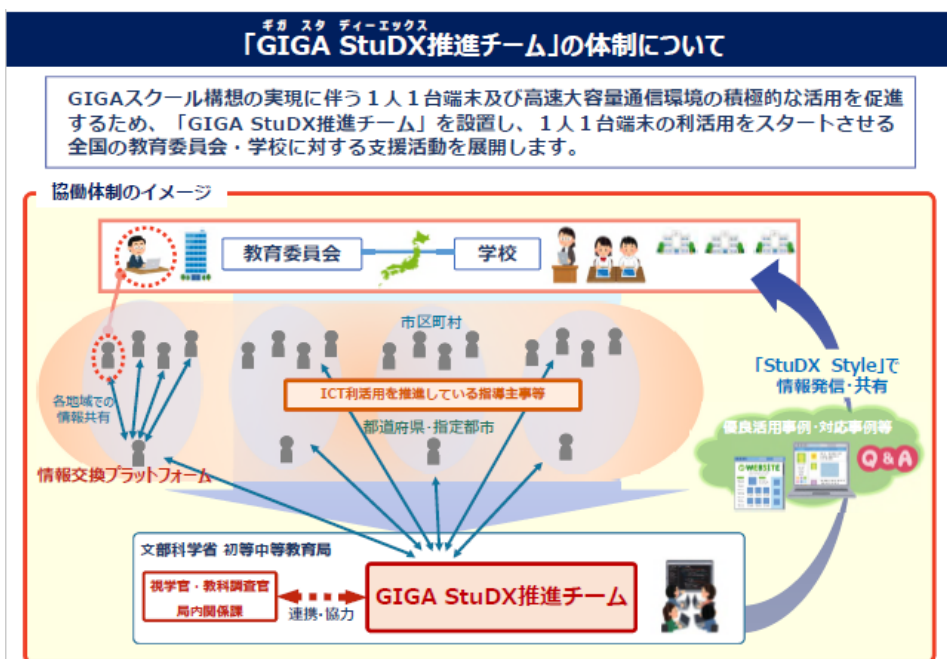 ギガ スタ ディーエックス
「GIGA StuDX推進チーム」の体制について
GIGAスクール構想の実現に伴う１人１台端末及び高速大容量通信環境の積極的な活用を促進
するため、「GIGA StuDX推進チーム」を設置し、１人１台端末の利活用をスタートさせる
全国の教育委員会・学校に対する支援活動を展開します。
協働体制のイメージ
教育委員会
学校
市区町村
「StuDX Style」で
情報発信・共有
ICT利活用を推進している指導主事等
各地域での
情報共有
都道府県・指定都市
優良活用事例・対応事例等
WEBSITE
Q & A
情報交換プラットフォーム
文部科学省 初等中等教育局
視学官・教科調査官
局内関係課
連携・協力
GIGA StuDX推進チーム